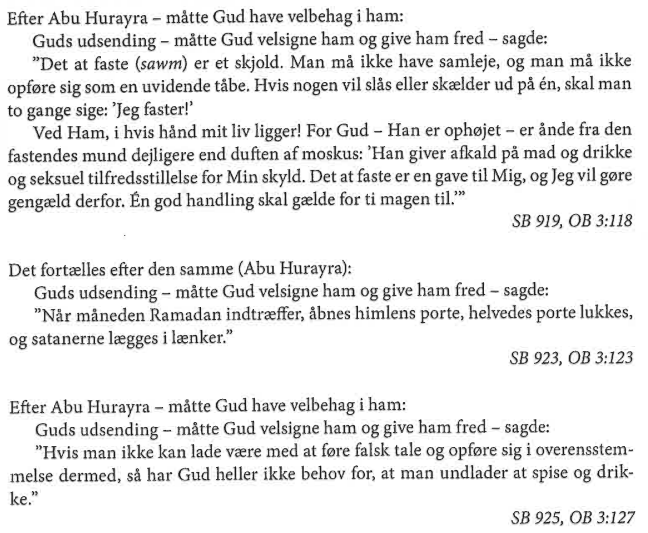 Efter Abu Hurayra – måtte Gud have velbehag i ham:
Guds udsending – måtte Gud velsigne ham og give ham fred – sagde:
”Det at faste (sawm) er et skjold. Man må ikke have samleje, og man må ikke
opføre sig som en uvidende tåbe. Hvis nogen vil slås eller skælder ud på én, skal man
to gange sige: ’Jeg faster!’
Ved Ham, i hvis hånd mit liv ligger! For Gud – Han er ophøjet – er ånde fra den
fastendes mund dejligere end duften af moskus: ’Han giver afkald på mad og drikke
og seksuel tilfredsstillelse for Min skyld. Det at faste er en gave til Mig, og Jeg vil gøre
gengæld derfor. Én god handling skal gælde for ti magen til.’”
SB 919, OB 3:118
Det fortælles efter den samme (Abu Hurayra):
Guds udsending – måtte Gud velsigne ham og give ham fred – sagde:
”Når måneden Ramadan indtræffer, åbnes himlens porte, helvedes porte lukkes,
og satanerne lægges i lænker.”
SB 923, OB 3:123
Efter Abu Hurayra – måtte Gud have velbehag i ham:
Guds udsending – måtte Gud velsigne ham og give ham fred – sagde:
”Hvis man ikke kan lade være med at føre falsk tale og opføre sig i overensstem-
melse dermed, så har Gud heller ikke behov for, at man undlader at spise og drik-
ke.”
SB 925, OB 3:127